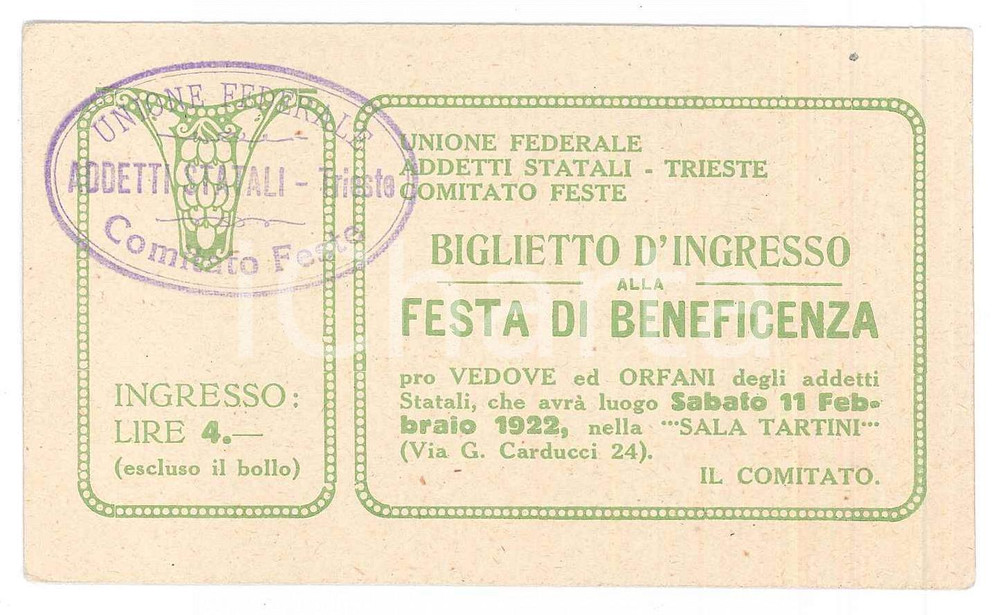 UNIONE FEDERALE
ADDETTI STATALI - Trieste
Comitato Feste
INGRESSO:
LIRE 4.—
(escluso il bollo)
UNIONE FEDERALE
ADDETTI STATALI - TRIESTE
COMITATO FESTE
BIGLIETTO D'INGRESSO
ALLA
FESTA DI BENEFICENZA
pro VEDOVE ed ORFANI degli addetti
Statali, che avrà luogo Sabato 11 Feb-
braio 1922, nella "'SALA TARTINI"'
(Via G. Carducci 24).
IL COMITATO.